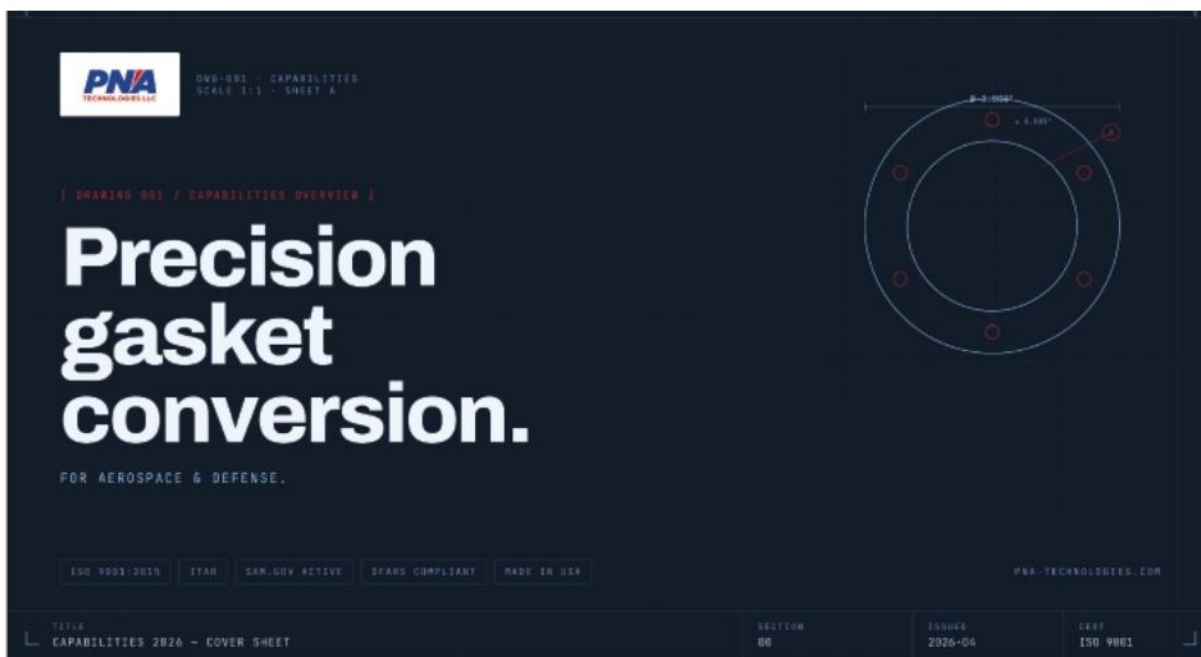 PNA
TECHNOLOGIES LLC
DWG-001 - CAPABILITIES
SCALE 1:1 - SHEET A
[ DRAWING 001 / CAPABILITIES OVERVIEW ]
Precision
gasket
conversion.
FOR AEROSPACE & DEFENSE.
A
ISO 9001:2015
ITAR
SAM.GOV ACTIVE
DFARS COMPLIANT
MADE IN USA
PNA-TECHNOLOGIES.COM
TITLE
CAPABILITIES 2026 — COVER SHEET
SECTION
00
ISSUED
2026-04
CERT
ISO 9001